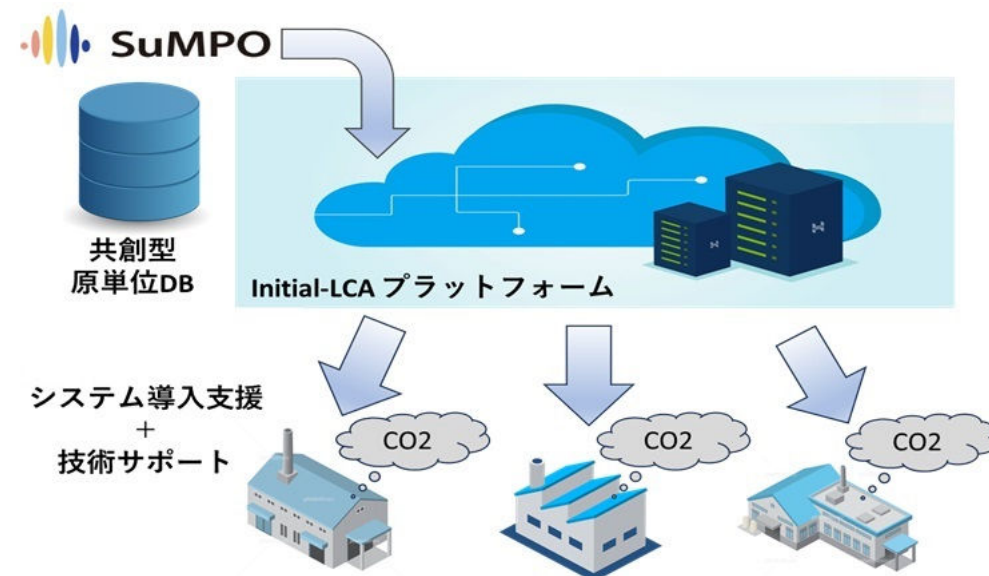 SuMPO
共創型
原単位DB
Initial-LCA プラットフォーム
システム導入支援
+
技術サポート
CO2
CO2
CO2